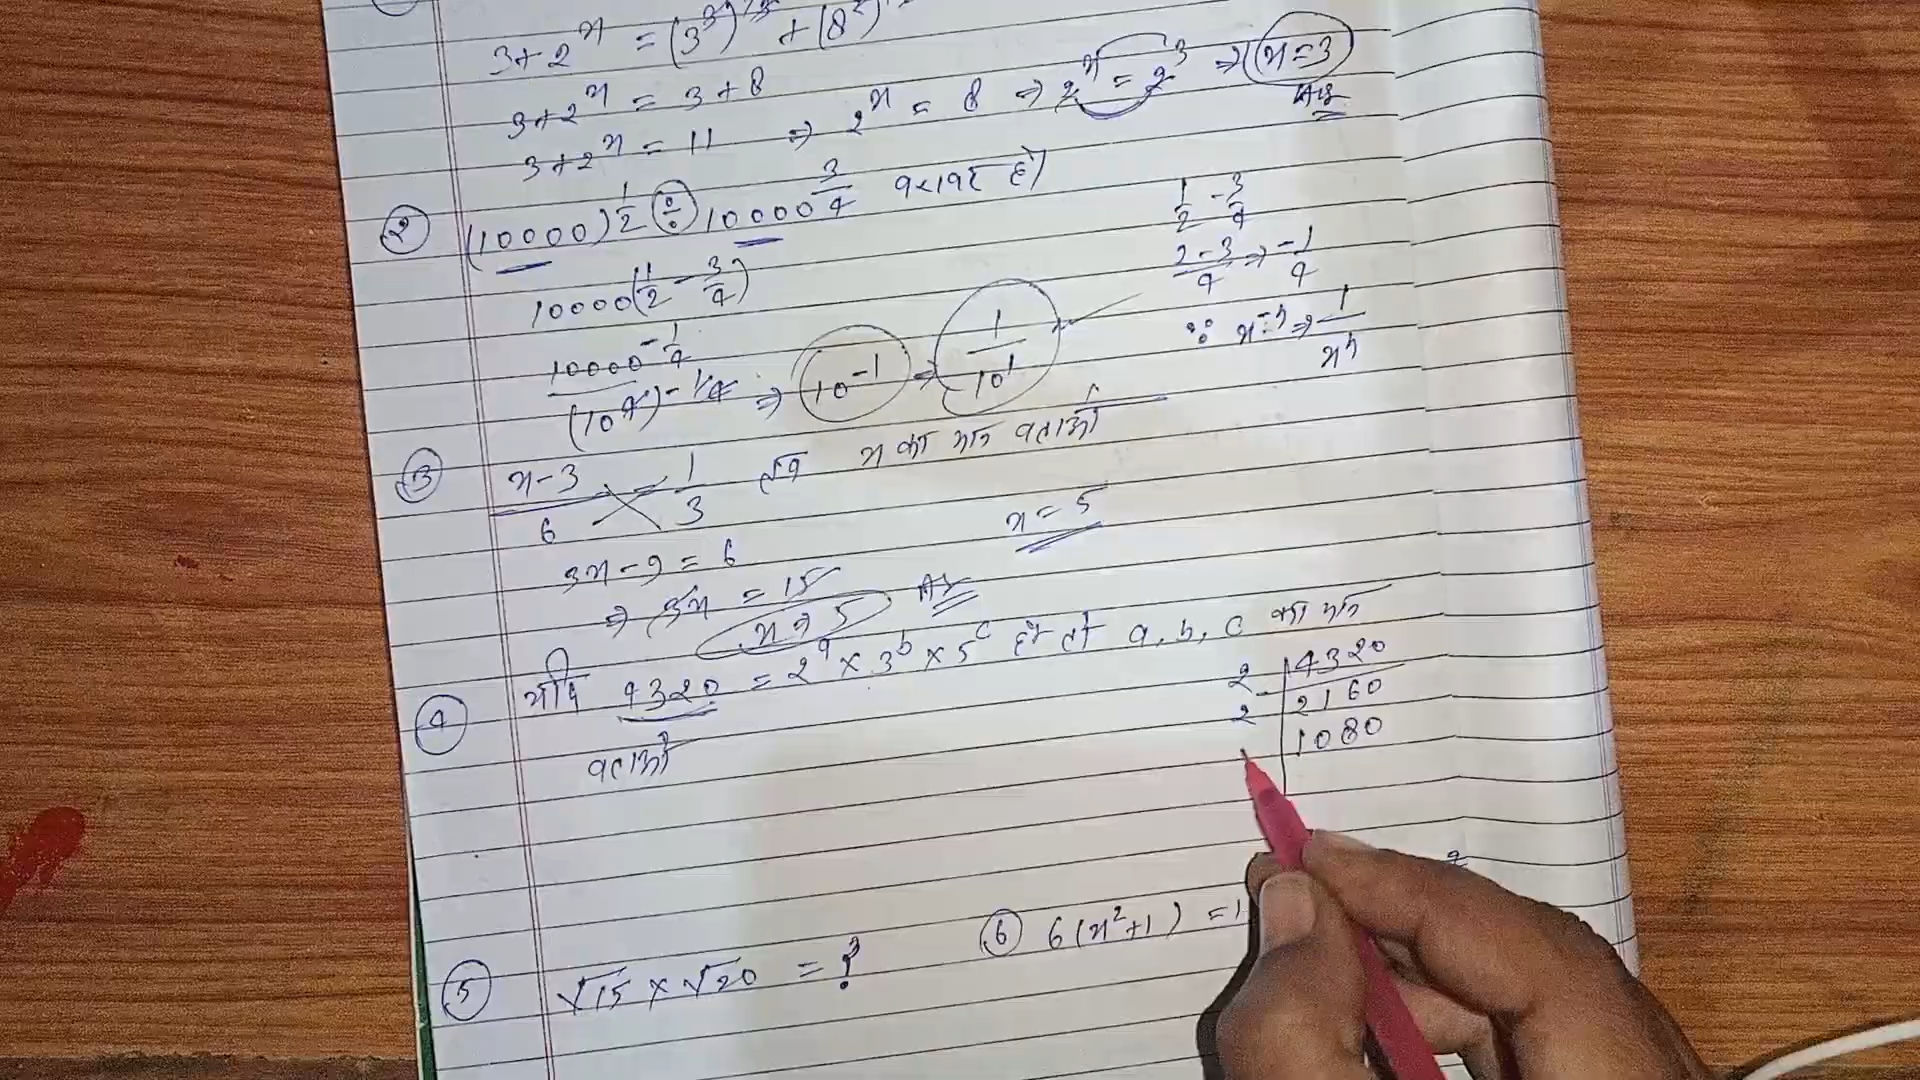 3+2^x = (3^3)^1/3 + (8^2)
3+2^x = 3+8
3+2^x = 11 ⇒ 2^x = 8 ⇒ 2^x = 2^3 ⇒ x=3
Ans
② (10000)^1/2 ÷ 10000^3/4 बराबर है
10000(1/2 - 3/4)
10000^-1/4
(10^4)^-1/4 ⇒ 10^-1 ⇒ 1/10^1
1/2 - 3/4
2-3/4 ⇒ -1/4
∵ x^-n ⇒ 1/x^n
③ x-3/6 = 1/3 तब x का मान बताओ
3x-9 = 6
⇒ 3x = 15
x ⇒ 5 Ans
x = 5
④ यदि 4320 = 2^a × 3^b × 5^c है तो a, b, c का मान
बताओ
2 | 4320
2 | 2160
1080
⑤ √15 × √20 = ?
⑥ 6(x^2+1) = 1